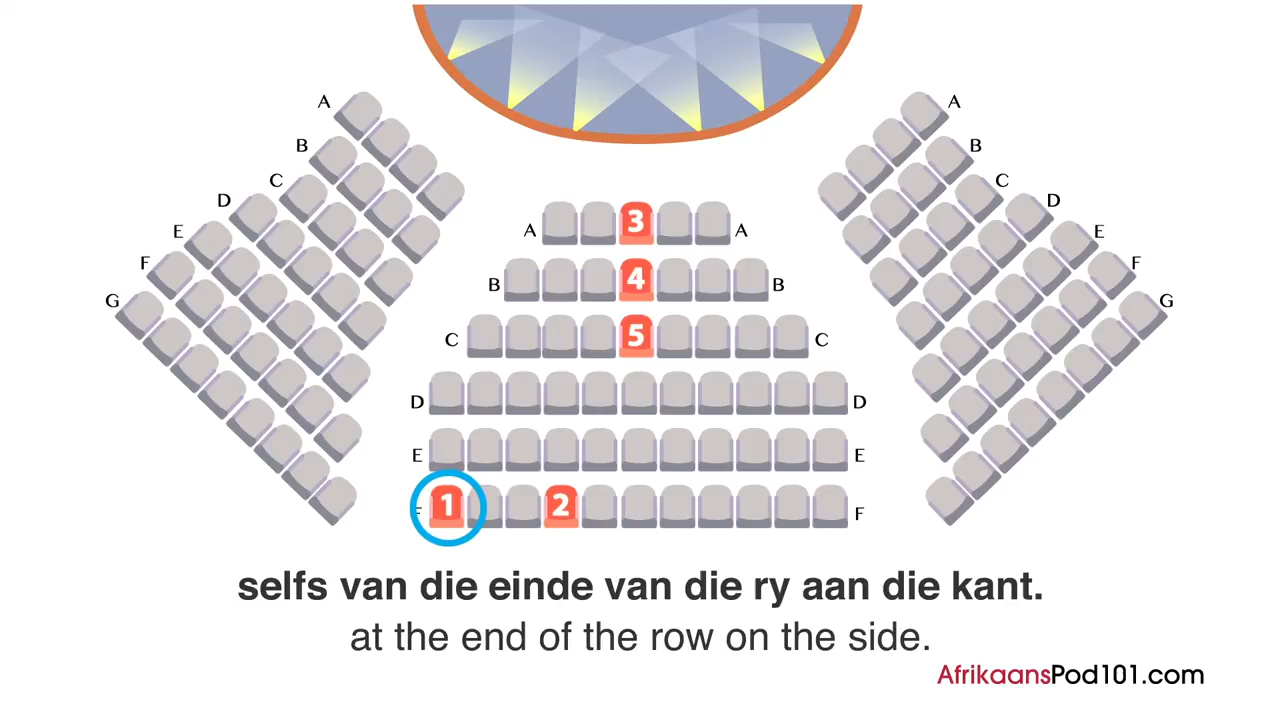 A
B
C
D
E
F
G
A
B
C
D
E
F
G
A 3 A
B 4 B
C 5 C
D D
E E
F 1 2 F
selfs van die einde van die ry aan die kant.
at the end of the row on the side.
AfrikaansPod101.com